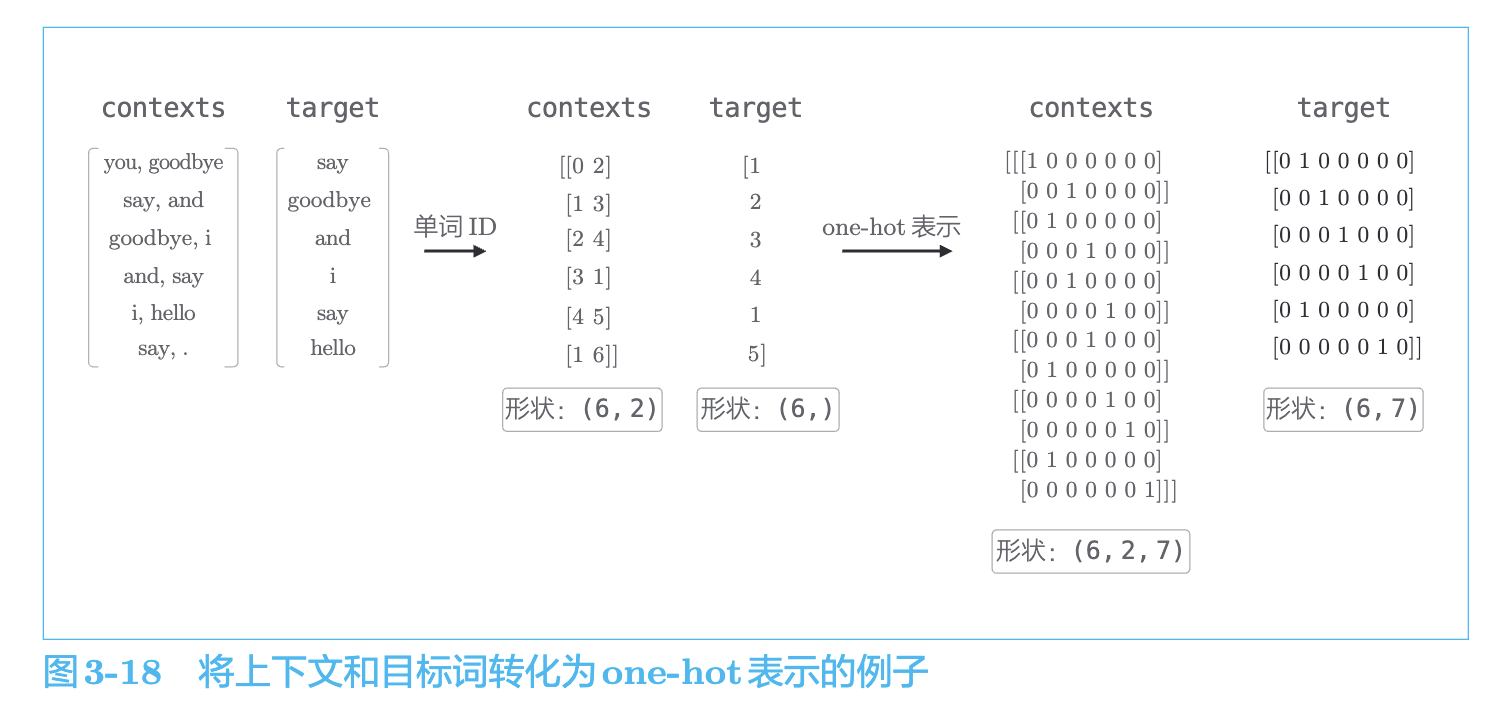 contexts target contexts target contexts target
you, goodbye
say, and
goodbye, i
and, say
i, hello
say, .
say
goodbye
and
i
say
hello
单词 ID
[[0 2]
[1 3]
[2 4]
[3 1]
[4 5]
[1 6]]
形状：(6, 2)
[1
2
3
4
1
5]
形状：(6,)
one-hot 表示
[[[1 0 0 0 0 0 0]
[0 0 1 0 0 0 0]]
[[0 1 0 0 0 0 0]
[0 0 0 1 0 0 0]]
[[0 0 1 0 0 0 0]
[0 0 0 0 1 0 0]]
[[0 0 0 1 0 0 0]
[0 1 0 0 0 0 0]]
[[0 0 0 0 1 0 0]
[0 0 0 0 0 1 0]]
[[0 1 0 0 0 0 0]
[0 0 0 0 0 0 1]]]
形状：(6, 2, 7)
[[0 1 0 0 0 0 0]
[0 0 1 0 0 0 0]
[0 0 0 1 0 0 0]
[0 0 0 0 1 0 0]
[0 1 0 0 0 0 0]
[0 0 0 0 0 1 0]]
形状：(6, 7)
图 3-18 将上下文和目标词转化为 one-hot 表示的例子